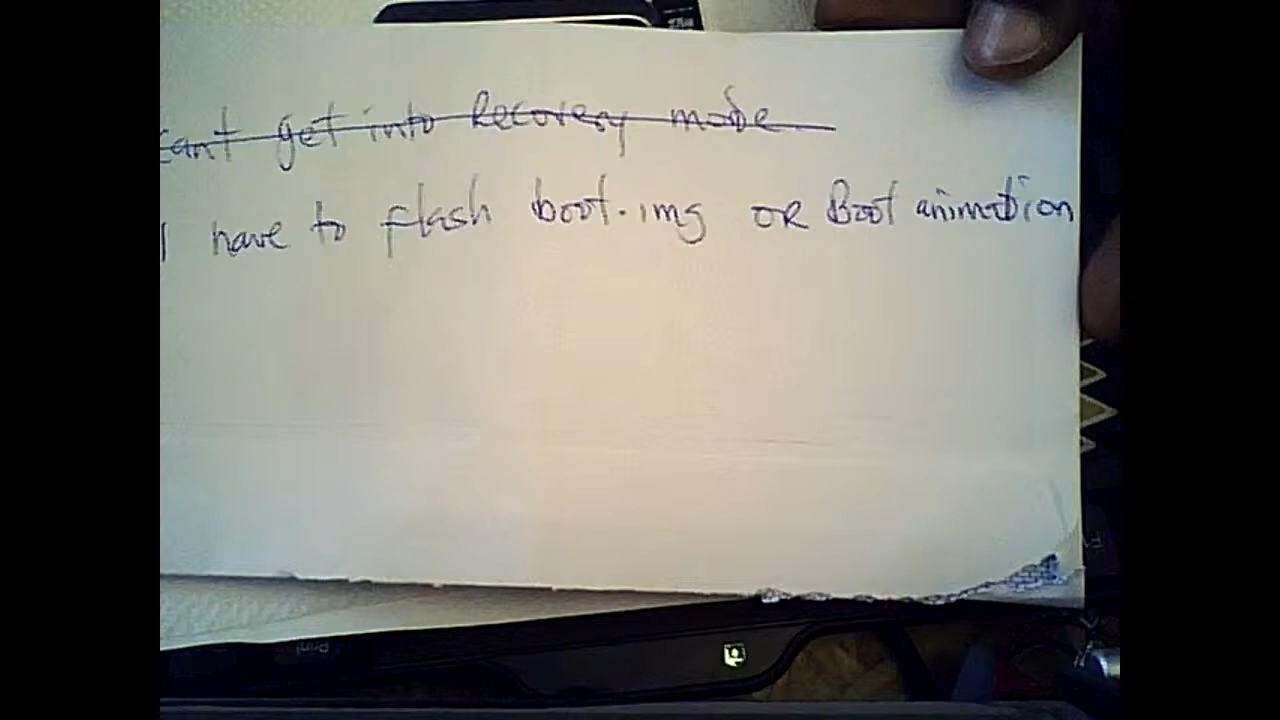 Cant get into Recovery mode
I have to flash boot.img OR Boot animation